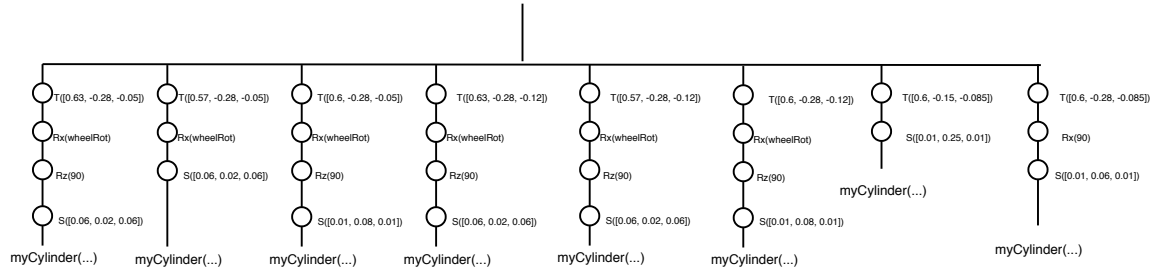 T([0.63, -0.28, -0.05])
T([0.57, -0.28, -0.05])
T([0.6, -0.28, -0.05])
T([0.63, -0.28, -0.12])
T([0.57, -0.28, -0.12])
T([0.6, -0.28, -0.12])
T([0.6, -0.15, -0.085])
T([0.6, -0.28, -0.085])
Rx(wheelRot)
Rx(wheelRot)
Rx(wheelRot)
Rx(wheelRot)
Rx(wheelRot)
Rx(wheelRot)
S([0.01, 0.25, 0.01])
Rx(90)
Rz(90)
S([0.06, 0.02, 0.06])
Rz(90)
Rz(90)
Rz(90)
Rz(90)
myCylinder(...)
S([0.01, 0.06, 0.01])
S([0.06, 0.02, 0.06])
S([0.01, 0.08, 0.01])
S([0.06, 0.02, 0.06])
S([0.06, 0.02, 0.06])
S([0.01, 0.08, 0.01])
myCylinder(...)
myCylinder(...)
myCylinder(...)
myCylinder(...)
myCylinder(...)
myCylinder(...)
myCylinder(...)